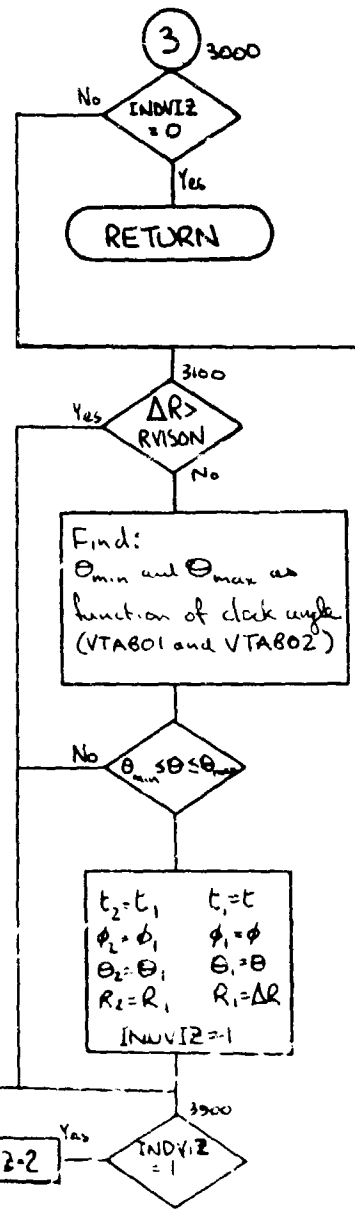 3
3000
No
INDVIZ
= 0
Yes
RETURN
3100
Yes
ΔR>
RVISON
No
Find:
Θmin and Θmax as
function of clock angle
(VTAB01 and VTAB02)
No
θmin ≤ Θ ≤ Θmax
t₂=t₁ t₁=t
ϕ₂=ϕ₁ ϕ₁=ϕ
Θ₂=Θ₁ Θ₁=Θ
R₂=R₁ R₁=ΔR
INDVIZ=-1
3900
Yes
INDVIZ
= 1